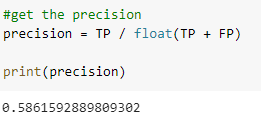 #get the precision
precision = TP / float(TP + FP)
print(precision)
0.5861592889809302